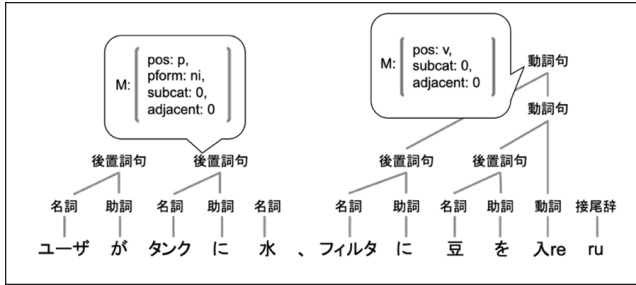 M: pos: p,
pform: ni,
subcat: 0,
adjacent: 0
M: pos: v,
subcat: 0,
adjacent: 0
動詞句
動詞句
後置詞句 後置詞句 後置詞句 後置詞句
名詞 助詞 名詞 助詞 名詞 名詞 助詞 名詞 助詞 動詞 接尾辞
ユーザ が タンク に 水 、 フィルタ に 豆 を 入re ru